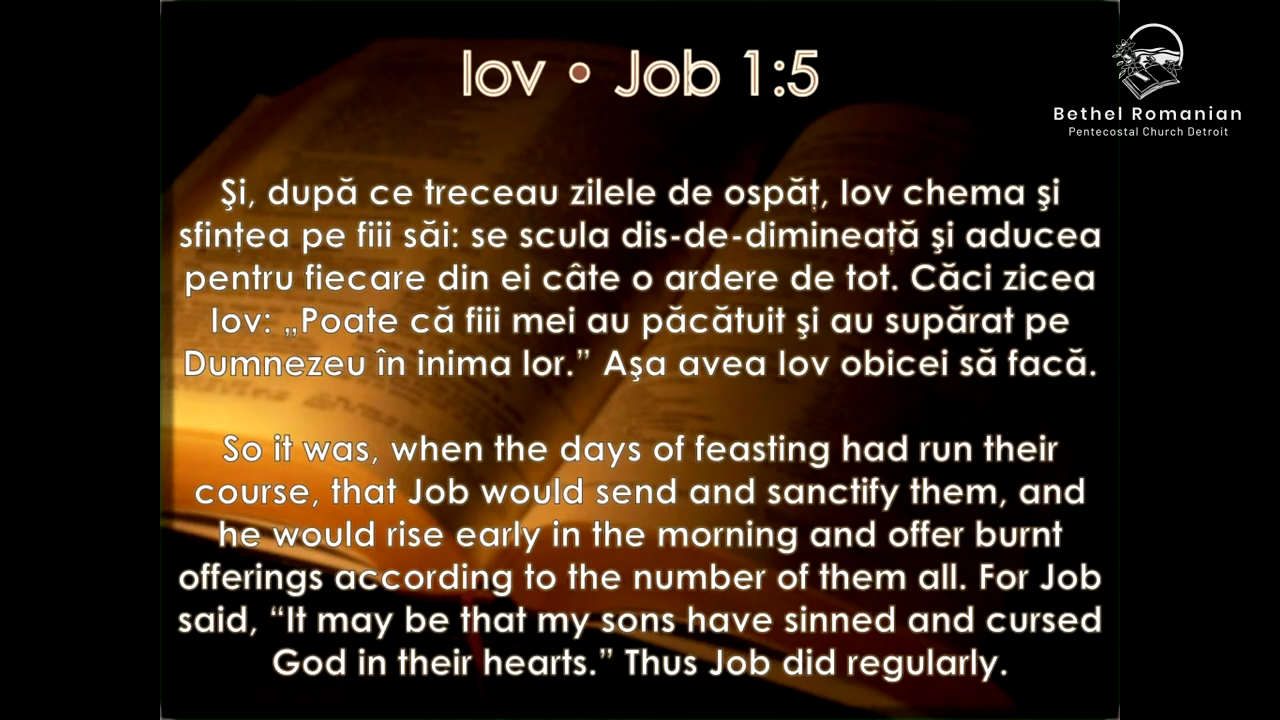 Iov • Job 1:5
Bethel Romanian
Pentecostal Church Detroit
Şi, după ce treceau zilele de ospăţ, Iov chema şi
sfinţea pe fiii săi: se scula dis-de-dimineaţă şi aducea
pentru fiecare din ei câte o ardere de tot. Căci zicea
Iov: „Poate că fiii mei au păcătuit şi au supărat pe
Dumnezeu în inima lor.” Aşa avea Iov obicei să facă.
So it was, when the days of feasting had run their
course, that Job would send and sanctify them, and
he would rise early in the morning and offer burnt
offerings according to the number of them all. For Job
said, “It may be that my sons have sinned and cursed
God in their hearts.” Thus Job did regularly.